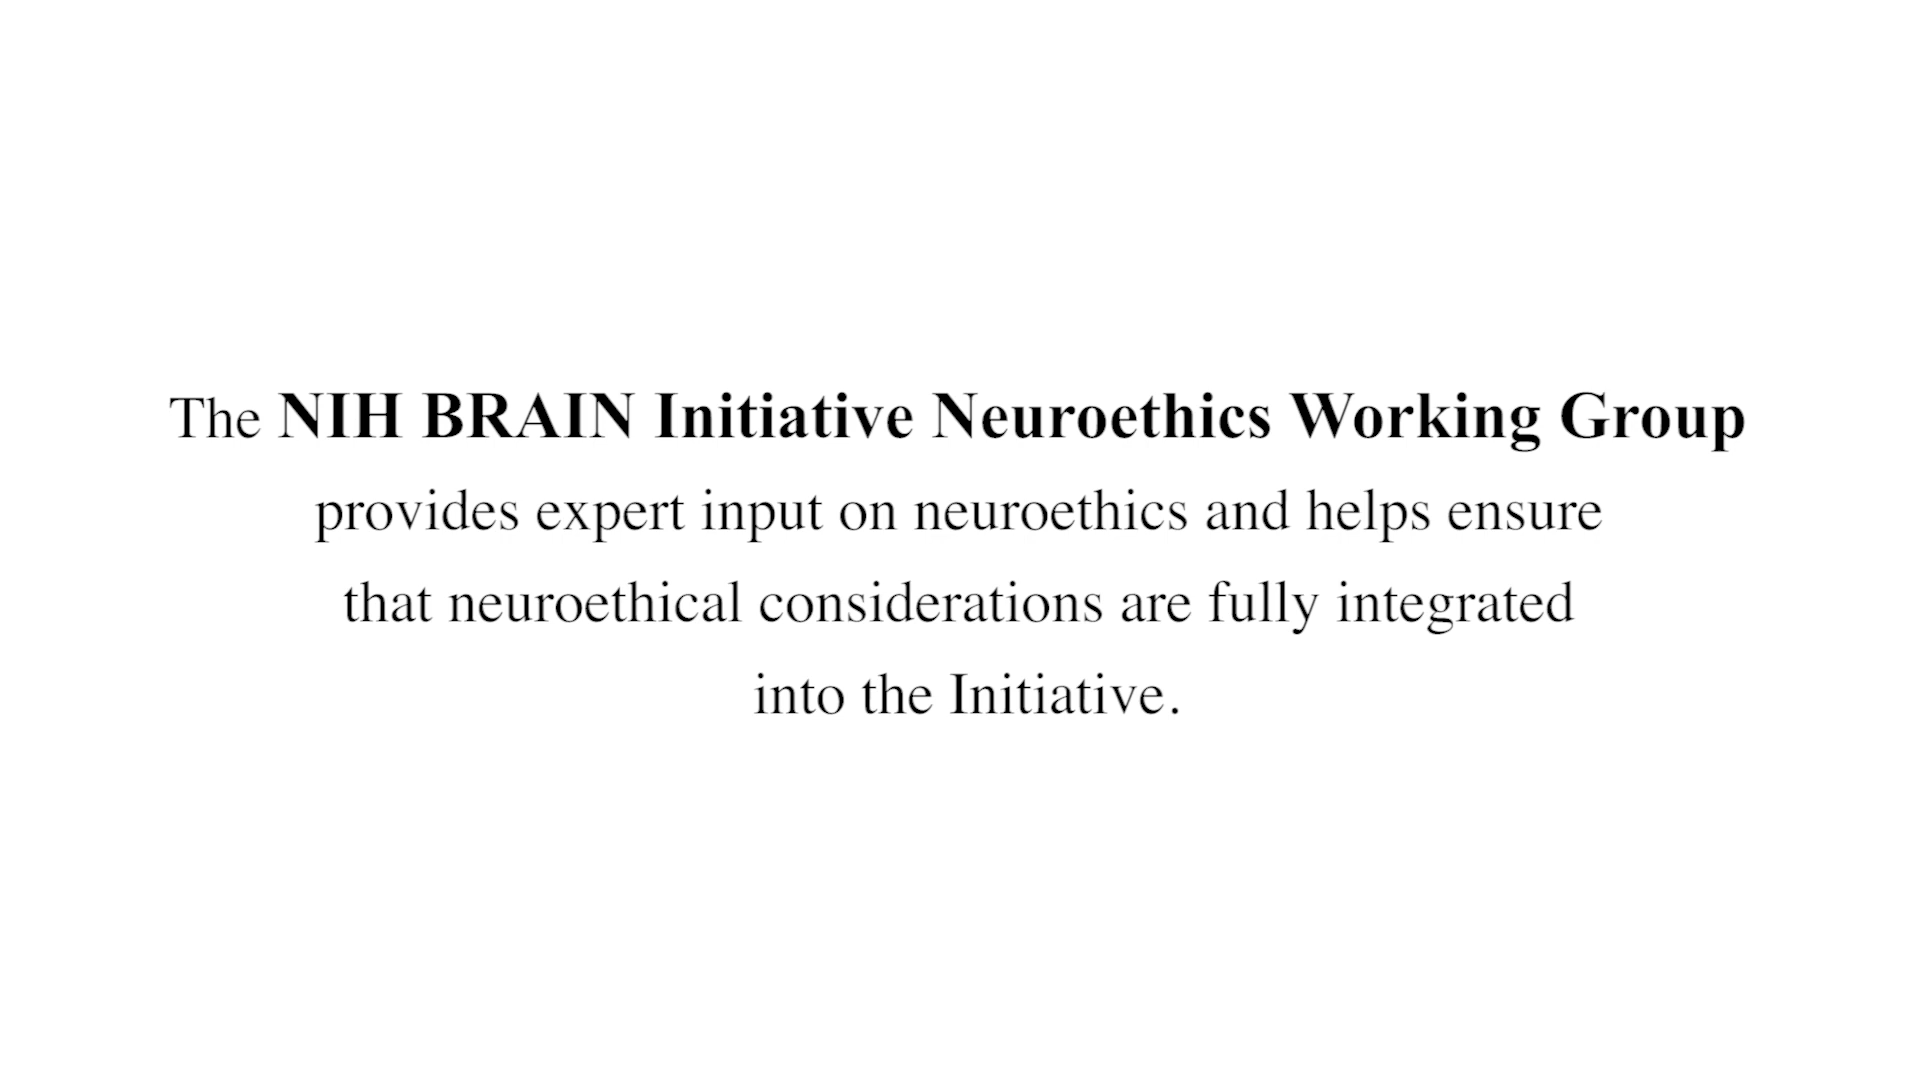 The NIH BRAIN Initiative Neuroethics Working Group
provides expert input on neuroethics and helps ensure
that neuroethical considerations are fully integrated
into the Initiative.